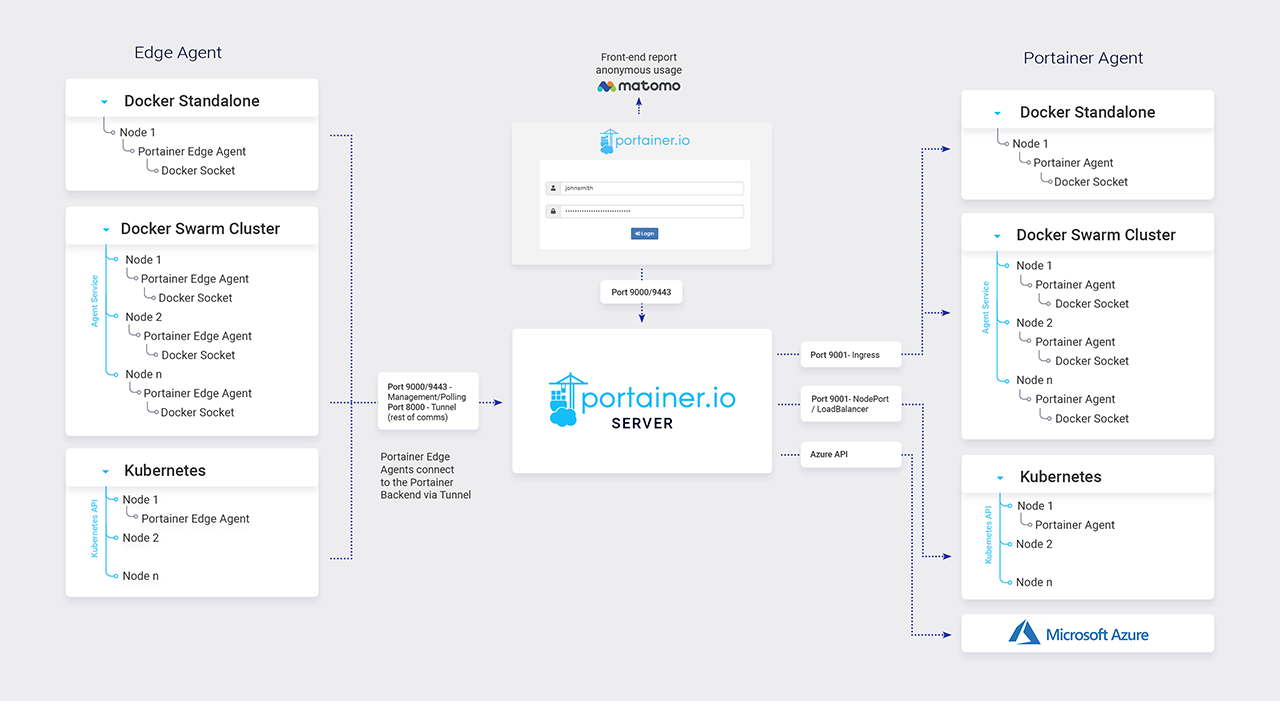 Edge Agent
Docker Standalone
Node 1
Portainer Edge Agent
Docker Socket
Docker Swarm Cluster
Agent Service
Node 1
Portainer Edge Agent
Docker Socket
Node 2
Portainer Edge Agent
Docker Socket
Node n
Portainer Edge Agent
Docker Socket
Kubernetes
Kubernetes API
Node 1
Portainer Edge Agent
Node 2
Node n
Port 9000/9443 -
Management/Polling
Port 8000 - Tunnel
(rest of comms)
Portainer Edge
Agents connect
to the Portainer
Backend via Tunnel
Front-end report
anonymous usage
matomo
portainer.io
johnsmith
Login
Port 9000/9443
portainer.io
SERVER
Port 9001- Ingress
Port 9001- NodePort
/ LoadBalancer
Azure API
Portainer Agent
Docker Standalone
Node 1
Portainer Agent
Docker Socket
Docker Swarm Cluster
Agent Service
Node 1
Portainer Agent
Docker Socket
Node 2
Portainer Agent
Docker Socket
Node n
Portainer Agent
Docker Socket
Kubernetes
Kubernetes API
Node 1
Portainer Agent
Node 2
Node n
Microsoft Azure